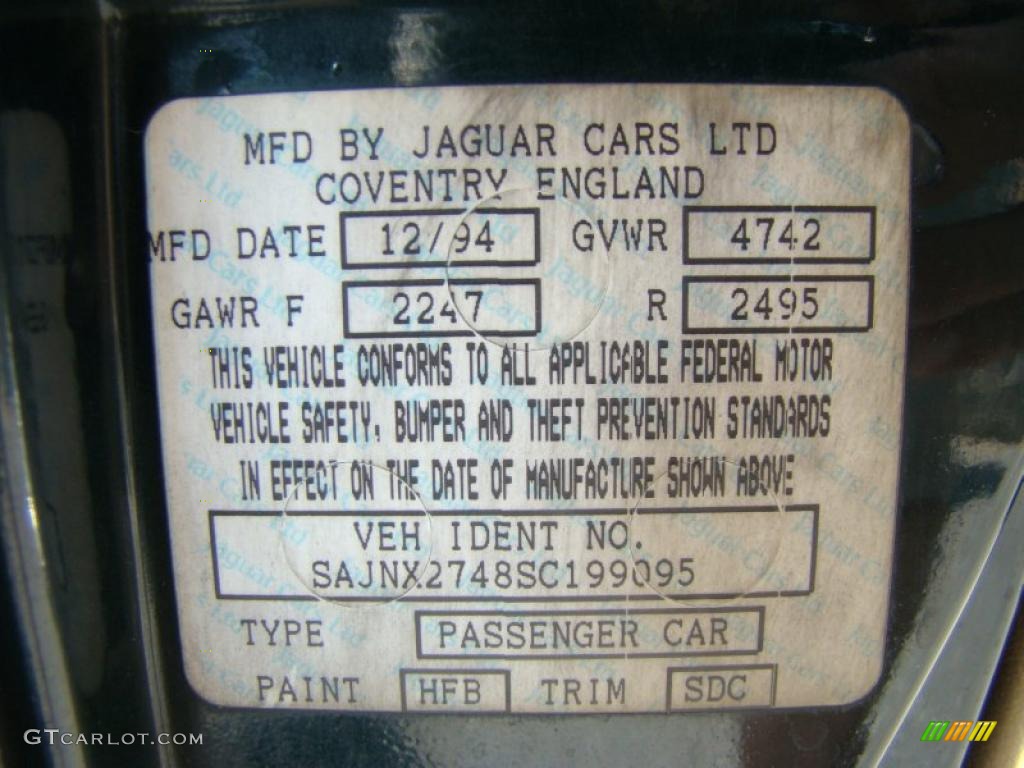 MFD BY JAGUAR CARS LTD
COVENTRY ENGLAND
MFD DATE 12/94 GVWR 4742
GAWR F 2247 R 2495
THIS VEHICLE CONFORMS TO ALL APPLICABLE FEDERAL MOTOR
VEHICLE SAFETY, BUMPER AND THEFT PREVENTION STANDARDS
IN EFFECT ON THE DATE OF MANUFACTURE SHOWN ABOVE
VEH IDENT NO.
SAJNX2748SC199095
TYPE PASSENGER CAR
PAINT HFB TRIM SDC
GTCARLOT.COM